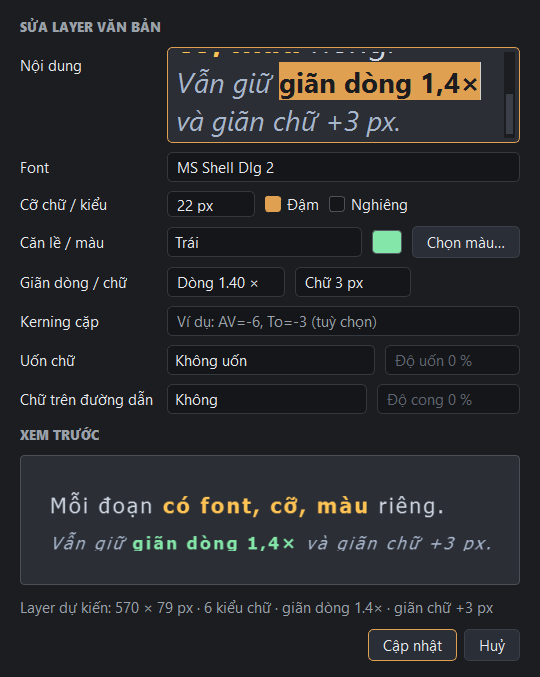 SỬA LAYER VĂN BẢN
Nội dung
Vẫn giữ giãn dòng 1,4×
và giãn chữ +3 px.
Font
MS Shell Dlg 2
Cỡ chữ / kiểu
22 px
Đậm
Nghiêng
Căn lề / màu
Trái
Chọn màu...
Giãn dòng / chữ
Dòng 1.40 ×
Chữ 3 px
Kerning cặp
Ví dụ: AV=-6, To=-3 (tuỳ chọn)
Uốn chữ
Không uốn
Độ uốn 0 %
Chữ trên đường dẫn
Không
Độ cong 0 %
XEM TRƯỚC
Mỗi đoạn có font, cỡ, màu riêng.
Vẫn giữ giãn dòng 1,4× và giãn chữ +3 px.
Layer dự kiến: 570 × 79 px · 6 kiểu chữ · giãn dòng 1.4× · giãn chữ +3 px
Cập nhật
Huỷ